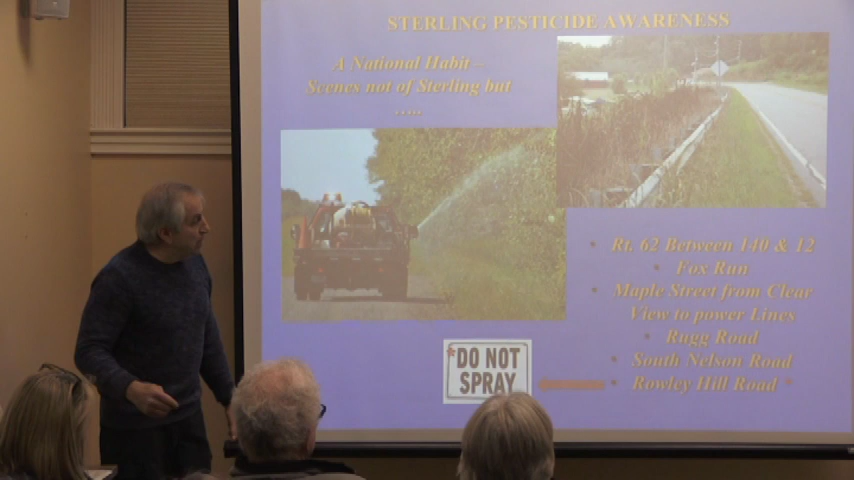 STERLING PESTICIDE AWARENESS
A National Habit –
Scenes not of Sterling but
.....
• Rt. 62 Between 140 & 12
• Fox Run
• Maple Street from Clear
View to power Lines
• Rugg Road
• South Nelson Road
• Rowley Hill Road *
*DO NOT
SPRAY